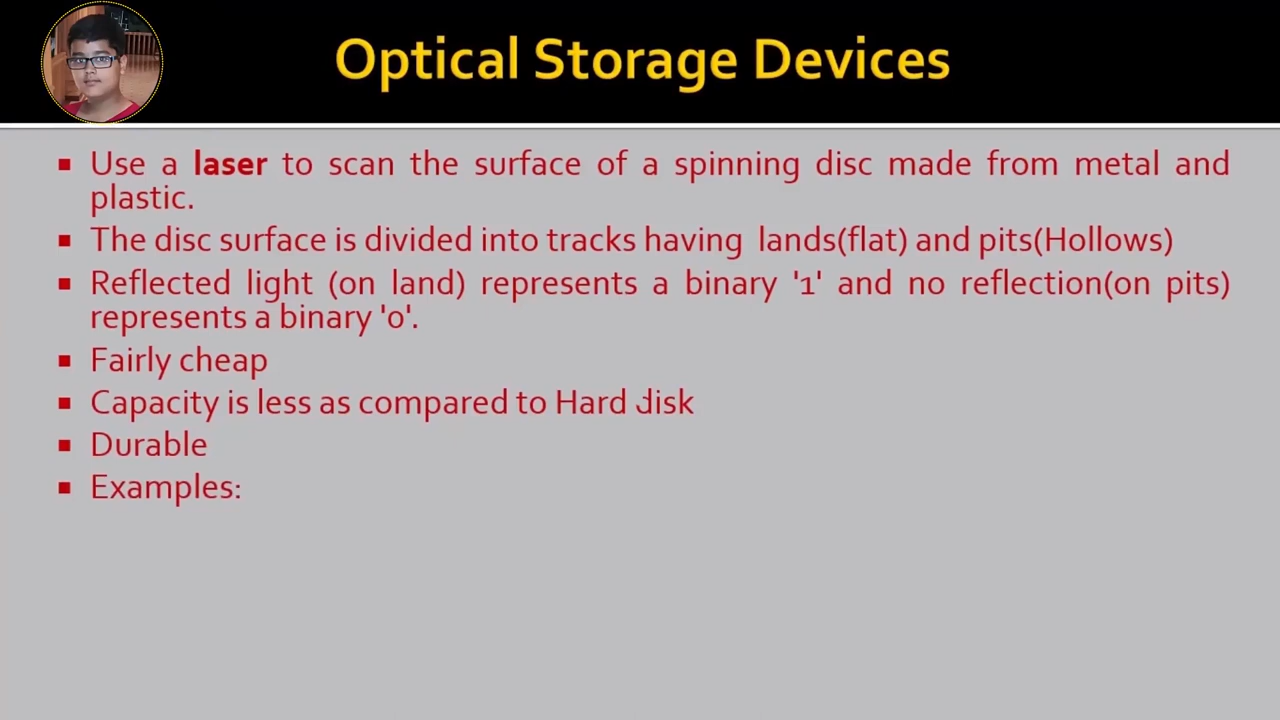 Optical Storage Devices
▪ Use a laser to scan the surface of a spinning disc made from metal and
plastic.
▪ The disc surface is divided into tracks having lands(flat) and pits(Hollows)
▪ Reflected light (on land) represents a binary '1' and no reflection(on pits)
represents a binary '0'.
▪ Fairly cheap
▪ Capacity is less as compared to Hard disk
▪ Durable
▪ Examples: